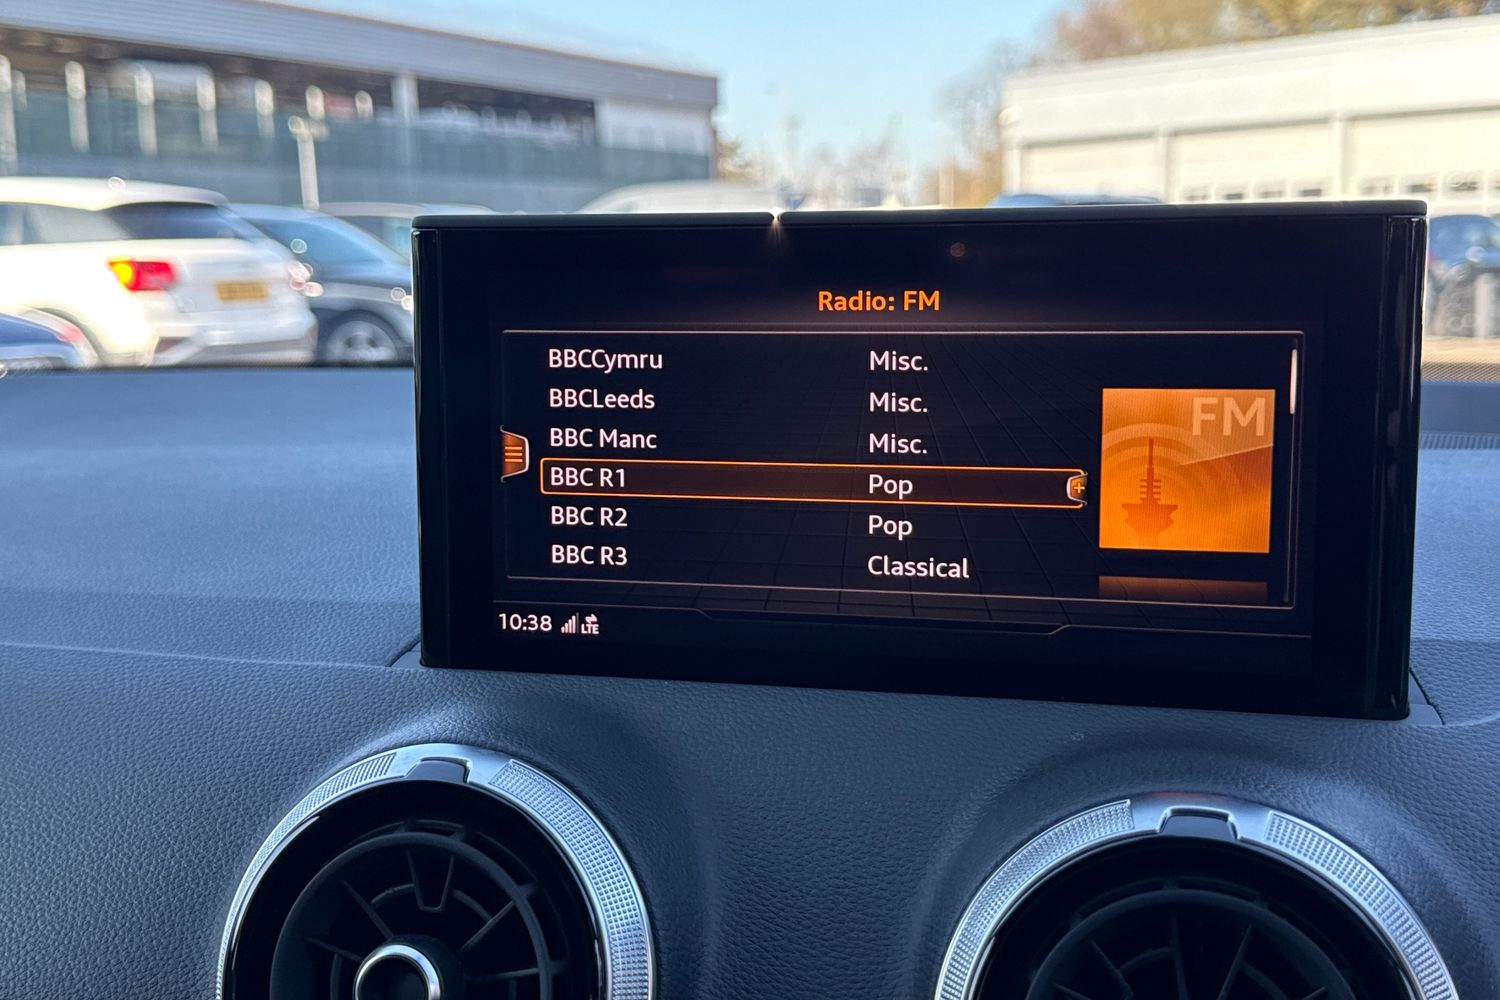 Radio: FM
BBCCymru Misc.
BBCLeeds Misc.
BBC Manc Misc.
BBC R1 Pop
BBC R2 Pop
BBC R3 Classical
FM
10:38 LTE